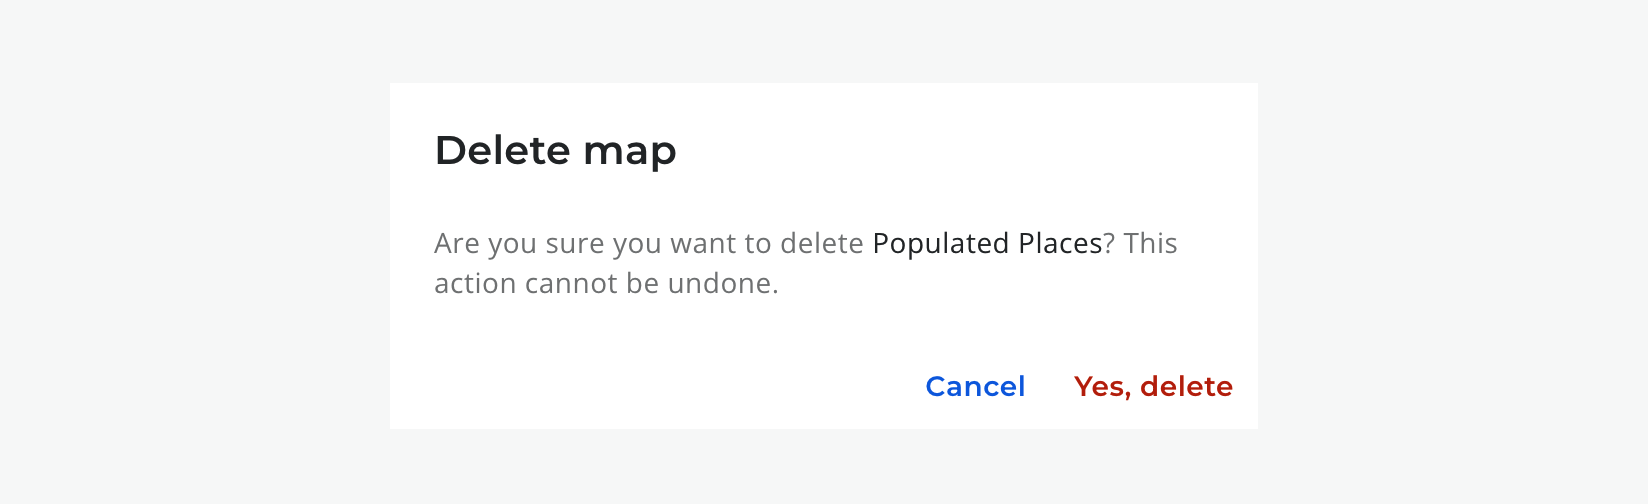 Delete map
Are you sure you want to delete Populated Places? This
action cannot be undone.
Cancel Yes, delete